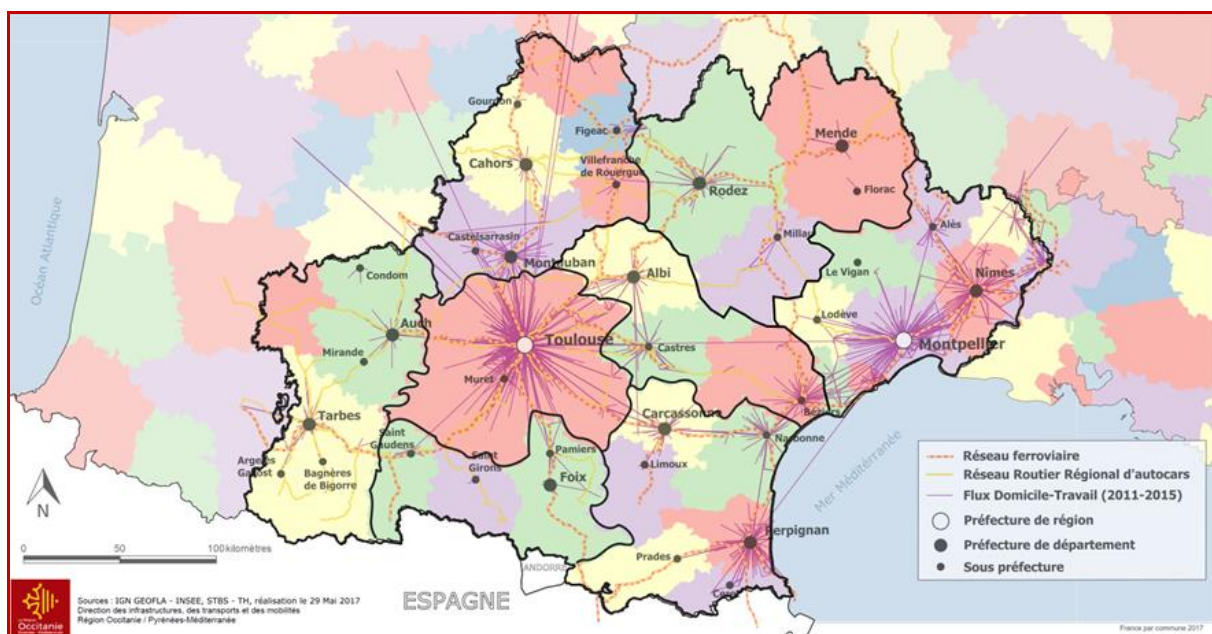 Océan Atlantique
Gourdon
Figeac
Cahors
Villefranche
de Rouergue
Rodez
Mende
Florac
Castelsarrasin
Montauban
Millau
Alès
Condom
Albi
Le Vigan
Nîmes
Auch
Lodève
Toulouse
Montpellier
Mirande
Castres
Muret
Béziers
Tarbes
Carcassonne
Saint
Gaudens
Saint
Girons
Pamiers
Narbonne
Argelès
Gazost
Bagnères
de Bigorre
Foix
Limoux
Mer Méditerranée
Perpignan
Prades
ANDORRE
ESPAGNE
N
0 50 100 kilomètres
Réseau ferroviaire
Réseau Routier Régional d'autocars
Flux Domicile-Travail (2011-2015)
Préfecture de région
Préfecture de département
Sous préfecture
La Région
Occitanie
Pyrénées - Méditerranée
Sources : IGN GEOFLA - INSEE, STBS - TH, réalisation le 29 Mai 2017
Direction des infrastructures, des transports et des mobilités
Région Occitanie / Pyrénées-Méditerranée
France par commune 2017